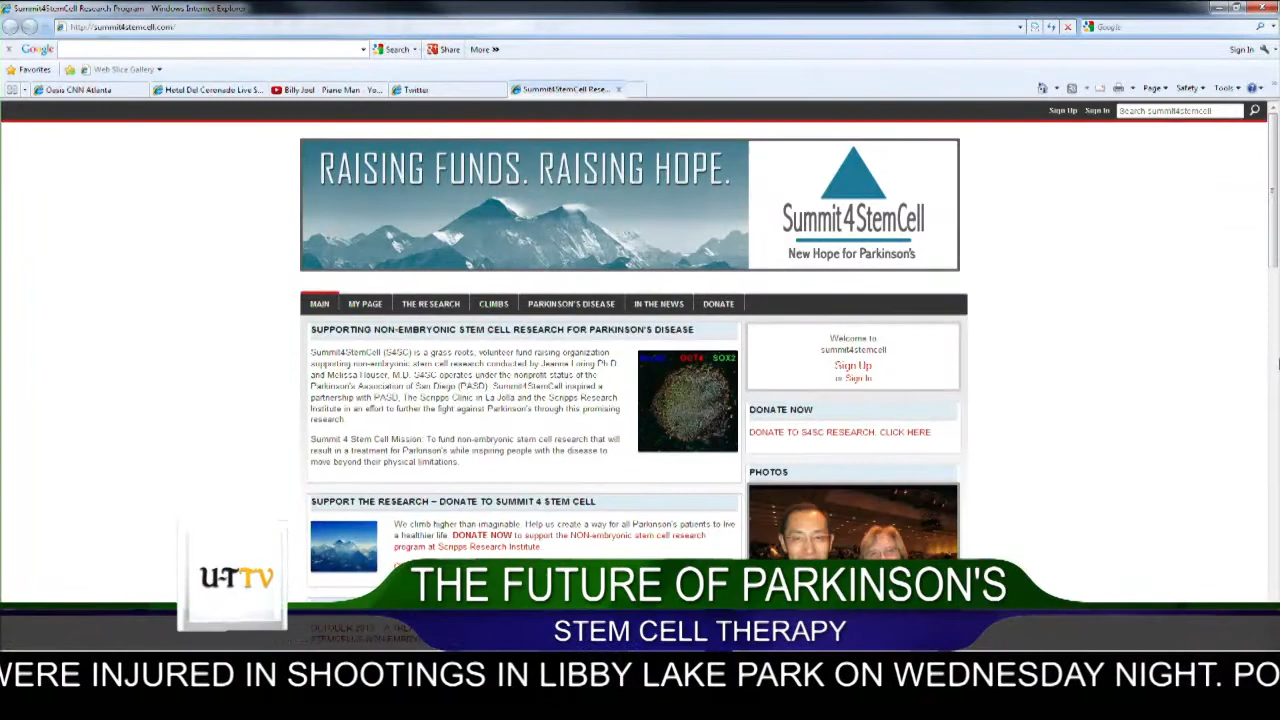 Summit4StemCell Research Program - Windows Internet Explorer
http://summit4stemcell.com/
Google
Google
Search
Share
More »
Sign In
Favorites
Web Slice Gallery
Oasis CNN Atlanta
Hotel Del Coronado Live S...
Billy Joel - Piano Man - Yo...
Twitter
Summit4StemCell Rese...
Page
Safety
Tools
Sign Up
Sign In
Search summit4stemcell
RAISING FUNDS. RAISING HOPE.
Summit4StemCell
New Hope for Parkinson's
MAIN
MY PAGE
THE RESEARCH
CLIMBS
PARKINSON'S DISEASE
IN THE NEWS
DONATE
SUPPORTING NON-EMBRYONIC STEM CELL RESEARCH FOR PARKINSON'S DISEASE
Summit4StemCell (S4SC) is a grass roots, volunteer fund raising organization
supporting non-embryonic stem cell research conducted by Jeanne Loring Ph.D.
and Melissa Houser, M.D. S4SC operates under the nonprofit status of the
Parkinson's Association of San Diego (PASD). Summit4StemCell inspired a
partnership with PASD, The Scripps Clinic in La Jolla and the Scripps Research
Institute in an effort to further the fight against Parkinson's through this promising
research.
OCT4
SOX2
Summit 4 Stem Cell Mission: To fund non-embryonic stem cell research that will
result in a treatment for Parkinson's while inspiring people with the disease to
move beyond their physical limitations.
Welcome to
summit4stemcell
Sign Up
or Sign In
DONATE NOW
DONATE TO S4SC RESEARCH. CLICK HERE
PHOTOS
SUPPORT THE RESEARCH – DONATE TO SUMMIT 4 STEM CELL
We climb higher than imaginable. Help us create a way for all Parkinson's patients to live
a healthier life. DONATE NOW to support the NON-embryonic stem cell research
program at Scripps Research Institute.
U-T TV
THE FUTURE OF PARKINSON'S
STEM CELL THERAPY
WERE INJURED IN SHOOTINGS IN LIBBY LAKE PARK ON WEDNESDAY NIGHT. PO